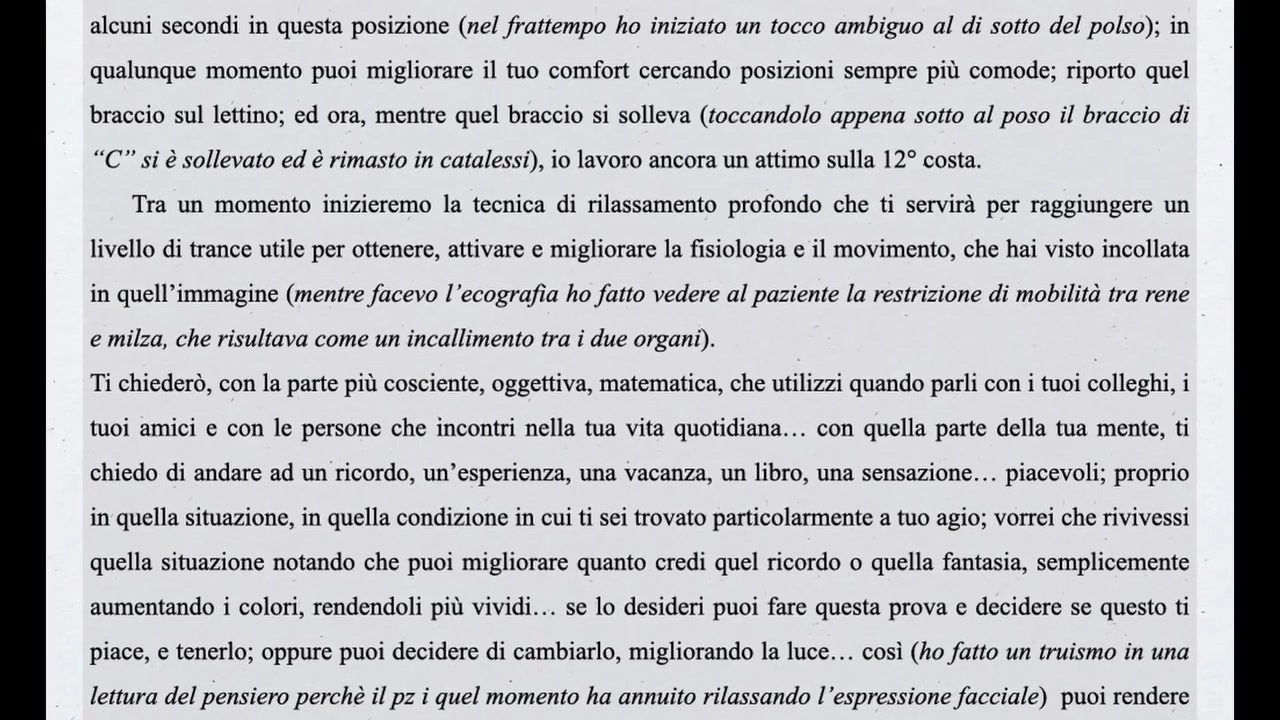 alcuni secondi in questa posizione (nel frattempo ho iniziato un tocco ambiguo al di sotto del polso); in
qualunque momento puoi migliorare il tuo comfort cercando posizioni sempre più comode; riporto quel
braccio sul lettino; ed ora, mentre quel braccio si solleva (toccandolo appena sotto al poso il braccio di
“C” si è sollevato ed è rimasto in catalessi), io lavoro ancora un attimo sulla 12° costa.
Tra un momento inizieremo la tecnica di rilassamento profondo che ti servirà per raggiungere un
livello di trance utile per ottenere, attivare e migliorare la fisiologia e il movimento, che hai visto incollata
in quell’immagine (mentre facevo l’ecografia ho fatto vedere al paziente la restrizione di mobilità tra rene
e milza, che risultava come un incallimento tra i due organi).
Ti chiederò, con la parte più cosciente, oggettiva, matematica, che utilizzi quando parli con i tuoi colleghi, i
tuoi amici e con le persone che incontri nella tua vita quotidiana… con quella parte della tua mente, ti
chiedo di andare ad un ricordo, un’esperienza, una vacanza, un libro, una sensazione… piacevoli; proprio
in quella situazione, in quella condizione in cui ti sei trovato particolarmente a tuo agio; vorrei che rivivessi
quella situazione notando che puoi migliorare quanto credi quel ricordo o quella fantasia, semplicemente
aumentando i colori, rendendoli più vividi… se lo desideri puoi fare questa prova e decidere se questo ti
piace, e tenerlo; oppure puoi decidere di cambiarlo, migliorando la luce… così (ho fatto un truismo in una
lettura del pensiero perchè il pz i quel momento ha annuito rilassando l’espressione facciale) puoi rendere